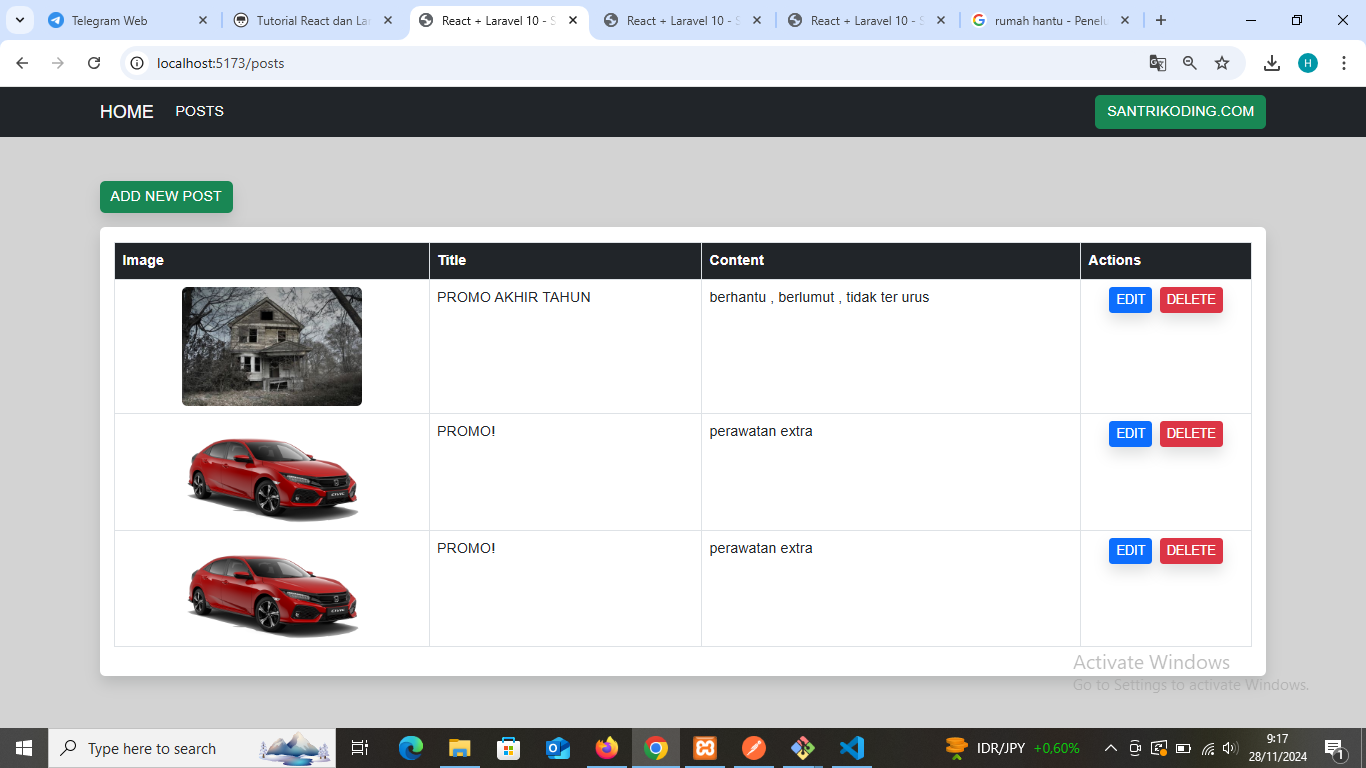 Telegram Web
Tutorial React dan La
React + Laravel 10 - S
React + Laravel 10 - S
React + Laravel 10 - S
rumah hantu - Penelu
localhost:5173/posts
H
HOME POSTS SANTRIKODING.COM
ADD NEW POST
Image Title Content Actions
PROMO AKHIR TAHUN berhantu , berlumut , tidak ter urus EDIT DELETE
PROMO! perawatan extra EDIT DELETE
PROMO! perawatan extra EDIT DELETE
Activate Windows
Go to Settings to activate Windows.
Type here to search
IDR/JPY +0,60%
9:17
28/11/2024
1